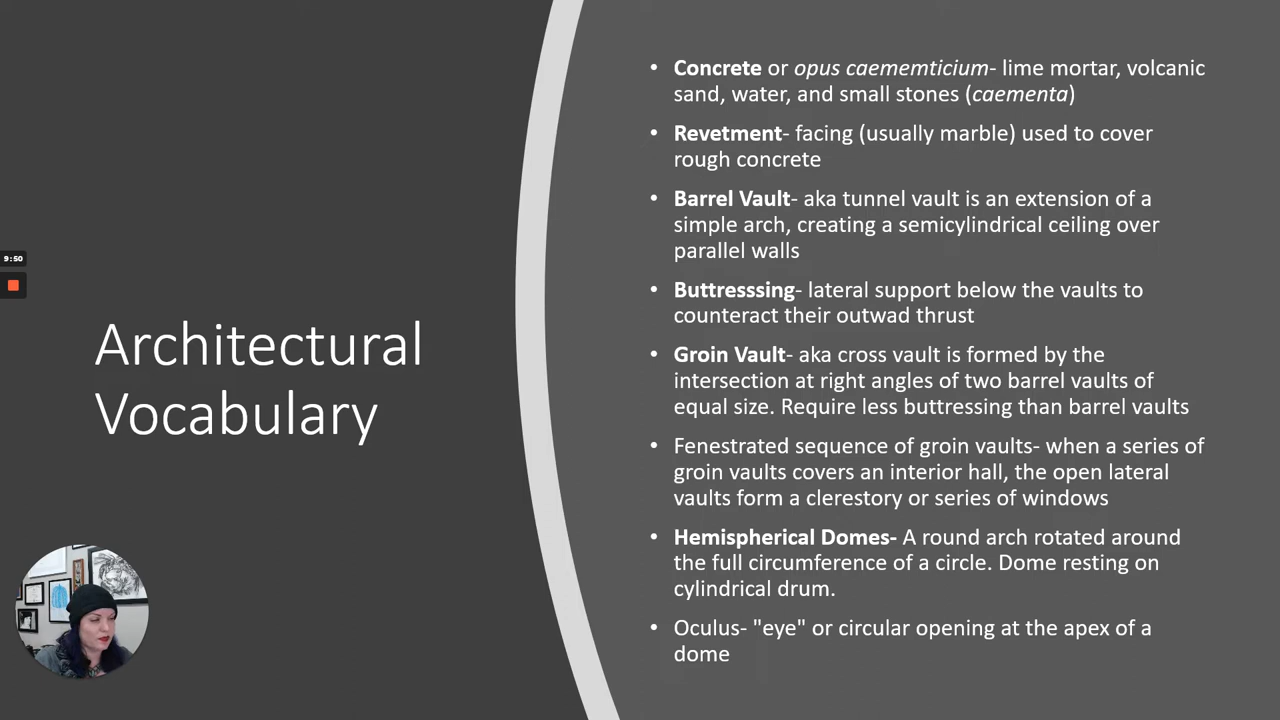 9:50
Architectural
Vocabulary
• Concrete or opus caememticium- lime mortar, volcanic
sand, water, and small stones (caementa)
• Revetment- facing (usually marble) used to cover
rough concrete
• Barrel Vault- aka tunnel vault is an extension of a
simple arch, creating a semicylindrical ceiling over
parallel walls
• Buttresssing- lateral support below the vaults to
counteract their outwad thrust
• Groin Vault- aka cross vault is formed by the
intersection at right angles of two barrel vaults of
equal size. Require less buttressing than barrel vaults
• Fenestrated sequence of groin vaults- when a series of
groin vaults covers an interior hall, the open lateral
vaults form a clerestory or series of windows
• Hemispherical Domes- A round arch rotated around
the full circumference of a circle. Dome resting on
cylindrical drum.
• Oculus- "eye" or circular opening at the apex of a
dome